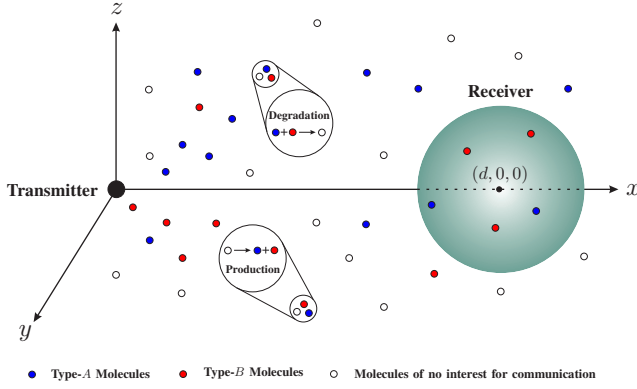 z
Receiver
Degradation
(d, 0, 0)
Transmitter
x
Production
y
Type-A Molecules
Type-B Molecules
Molecules of no interest for communication